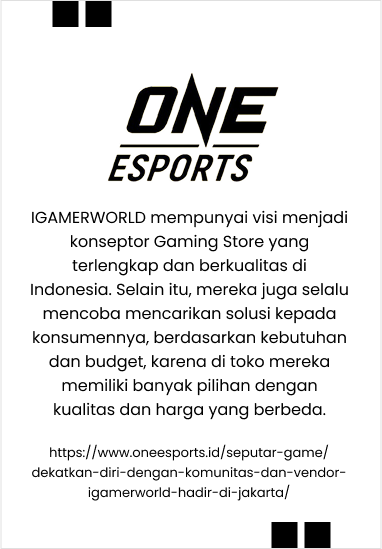 ONE
ESPORTS
IGAMERWORLD mempunyai visi menjadi
konseptor Gaming Store yang
terlengkap dan berkualitas di
Indonesia. Selain itu, mereka juga selalu
mencoba mencarikan solusi kepada
konsumennya, berdasarkan kebutuhan
dan budget, karena di toko mereka
memiliki banyak pilihan dengan
kualitas dan harga yang berbeda.
https://www.oneesports.id/seputar-game/
dekatkan-diri-dengan-komunitas-dan-vendor-
igamerworld-hadir-di-jakarta/